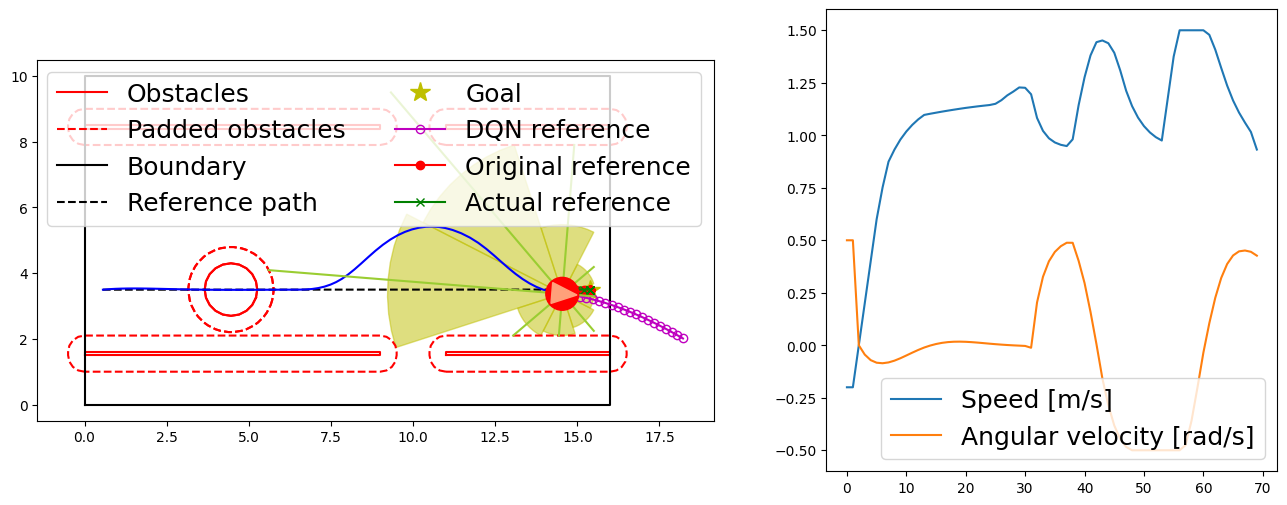 Obstacles
Padded obstacles
Boundary
Reference path
Goal
DQN reference
Original reference
Actual reference
10
8
6
4
2
0
0.0 2.5 5.0 7.5 10.0 12.5 15.0 17.5
1.50
1.25
1.00
0.75
0.50
0.25
0.00
−0.25
−0.50
Speed [m/s]
Angular velocity [rad/s]
0 10 20 30 40 50 60 70